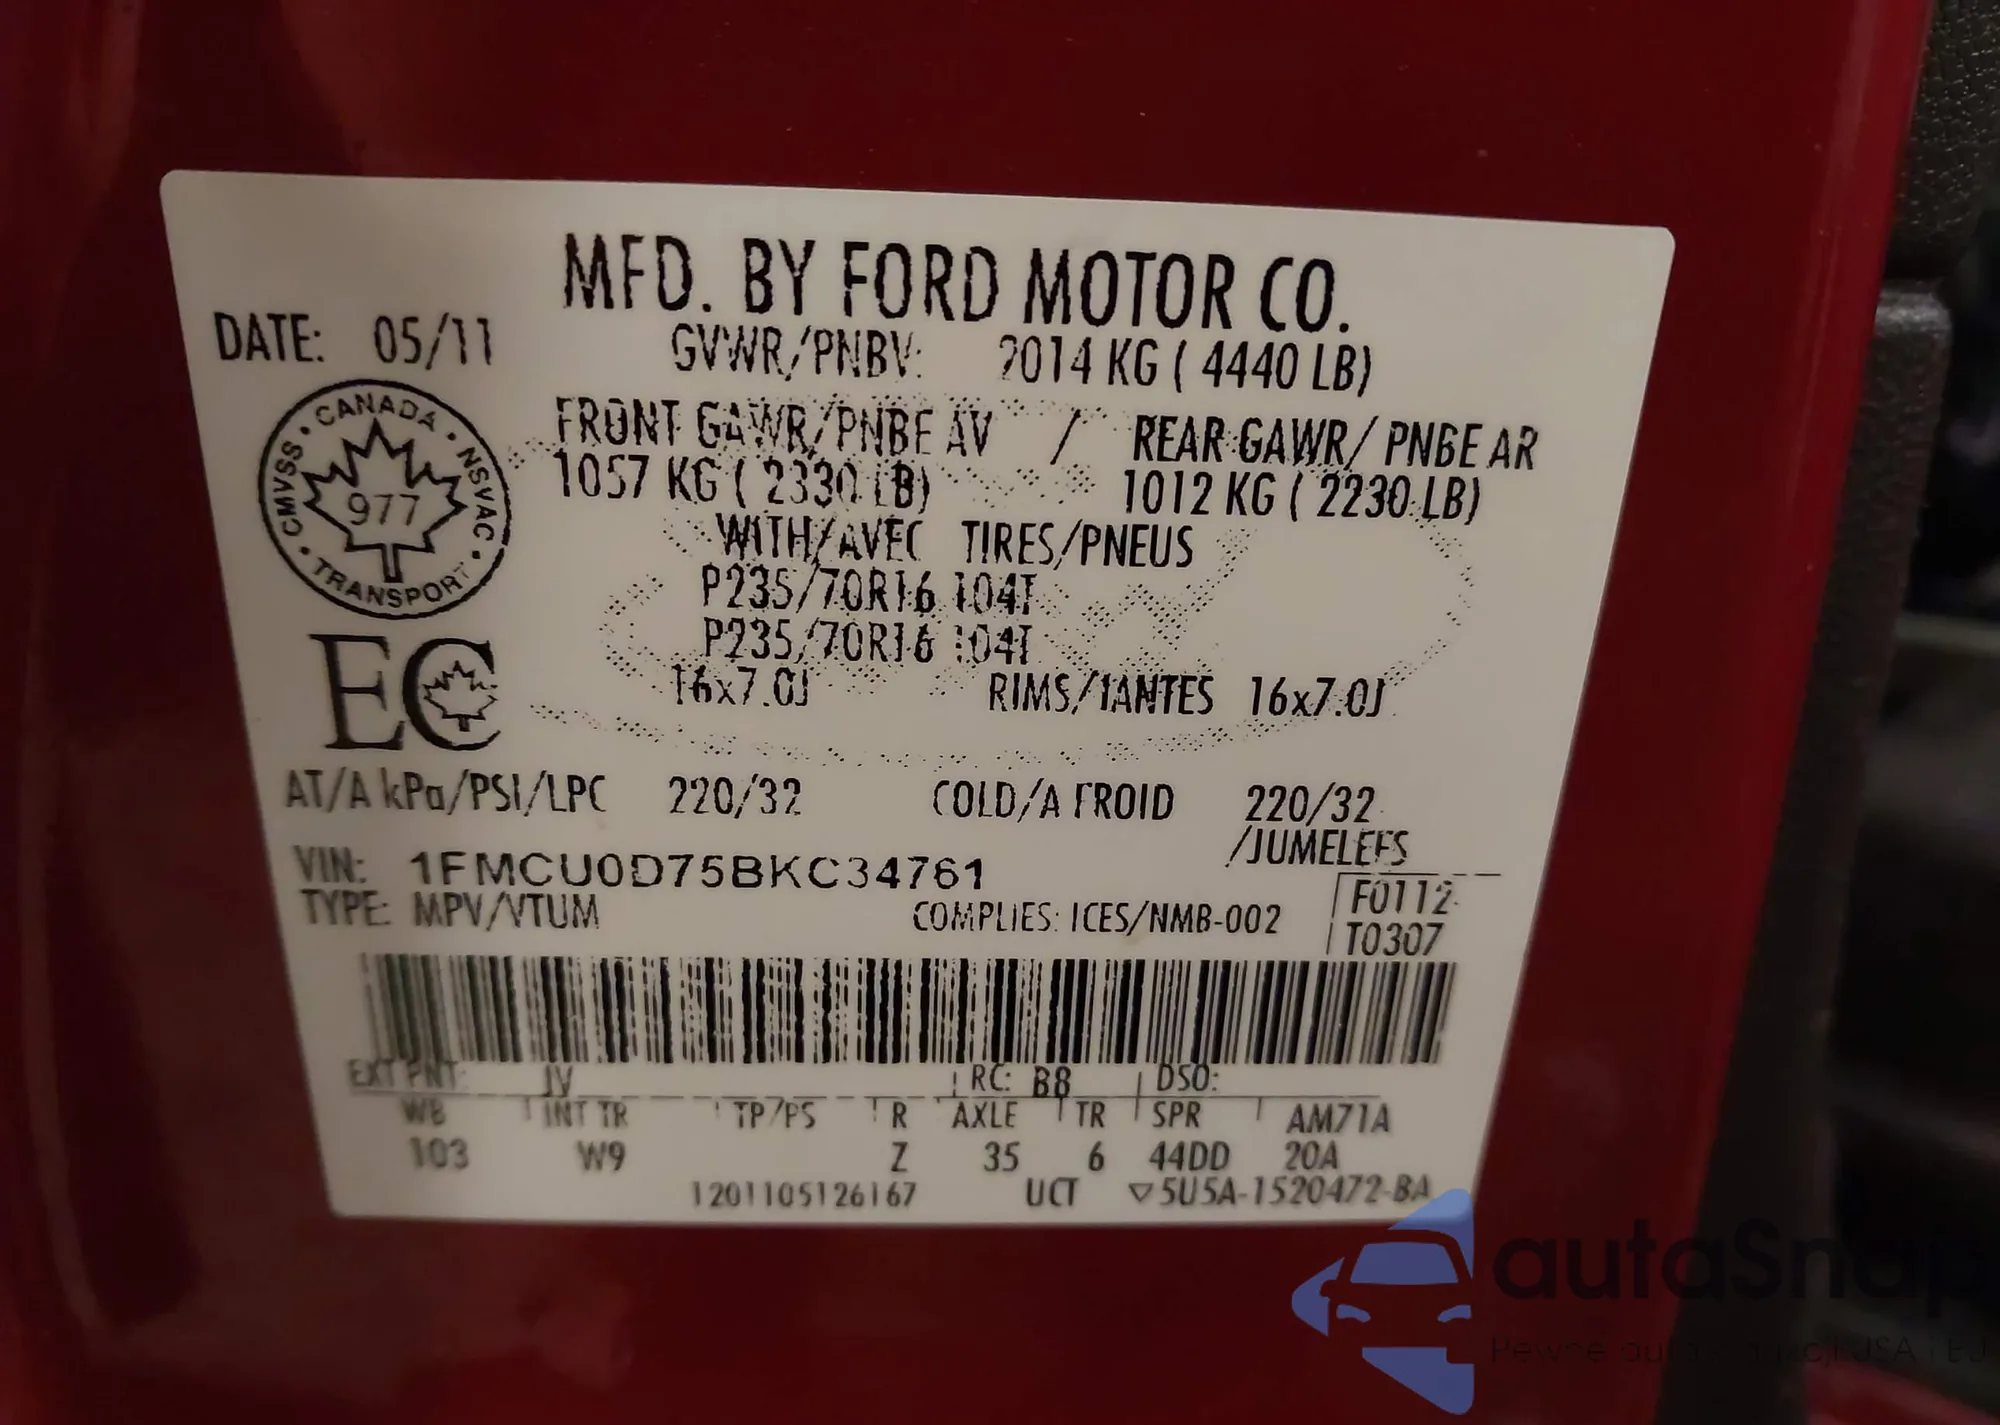 MFD. BY FORD MOTOR CO.
DATE: 05/11
GVWR/PNBV: 2014 KG ( 4440 LB)
FRONT GAWR/PNBE AV / REAR GAWR/ PNBE AR
1057 KG ( 2330 LB) 1012 KG ( 2230 LB)
WITH/AVEC TIRES/PNEUS
P235/70R16 104T
P235/70R16 104T
16x7.0J RIMS/JANTES 16x7.0J
CANADA · NSVAC · TRANSPORT · CMVSS ·
977
EC
AT/A kPa/PSI/LPC 220/32 COLD/A FROID 220/32
/JUMELEES
VIN: 1FMCU0D75BKC34761
TYPE: MPV/VTUM COMPLIES: ICES/NMB-002
F0112
T0307
EXT PNT: JV RC: B8 DSO:
WB INT TR TP/PS R AXLE TR SPR AM71A
103 W9 Z 35 6 44DD 20A
1201105126167 UCT ▽5U5A-1520472-BA
autaSnap